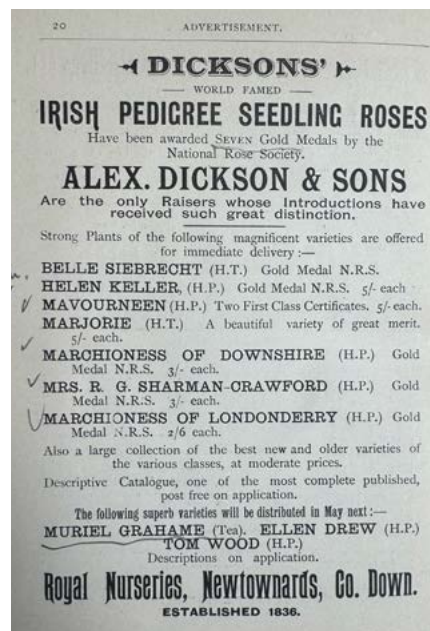 20 ADVERTISEMENT.
DICKSONS'
WORLD FAMED
IRISH PEDIGREE SEEDLING ROSES
Have been awarded SEVEN Gold Medals by the
National Rose Society.
ALEX. DICKSON & SONS
Are the only Raisers whose Introductions have
received such great distinction.
Strong Plants of the following magnificent varieties are offered
for immediate delivery :—
BELLE SIEBRECHT (H.T.) Gold Medal N.R.S.
HELEN KELLER, (H.P.) Gold Medal N.R.S. 5/- each
MAVOURNEEN (H.P.) Two First Class Certificates. 5/- each.
MARJORIE (H.T.) A beautiful variety of great merit.
5/- each.
MARCHIONESS OF DOWNSHIRE (H.P.) Gold
Medal N.R.S. 3/- each.
MRS. R. G. SHARMAN-CRAWFORD (H.P.) Gold
Medal N.R.S. 3/- each.
MARCHIONESS OF LONDONDERRY (H.P.) Gold
Medal N.R.S. 2/6 each.
Also a large collection of the best new and older varieties of
the various classes, at moderate prices.
Descriptive Catalogue, one of the most complete published,
post free on application.
The following superb varieties will be distributed in May next :—
MURIEL GRAHAME (Tea). ELLEN DREW (H.P.)
TOM WOOD (H.P.)
Descriptions on application.
Royal Nurseries, Newtownards, Co. Down.
ESTABLISHED 1836.